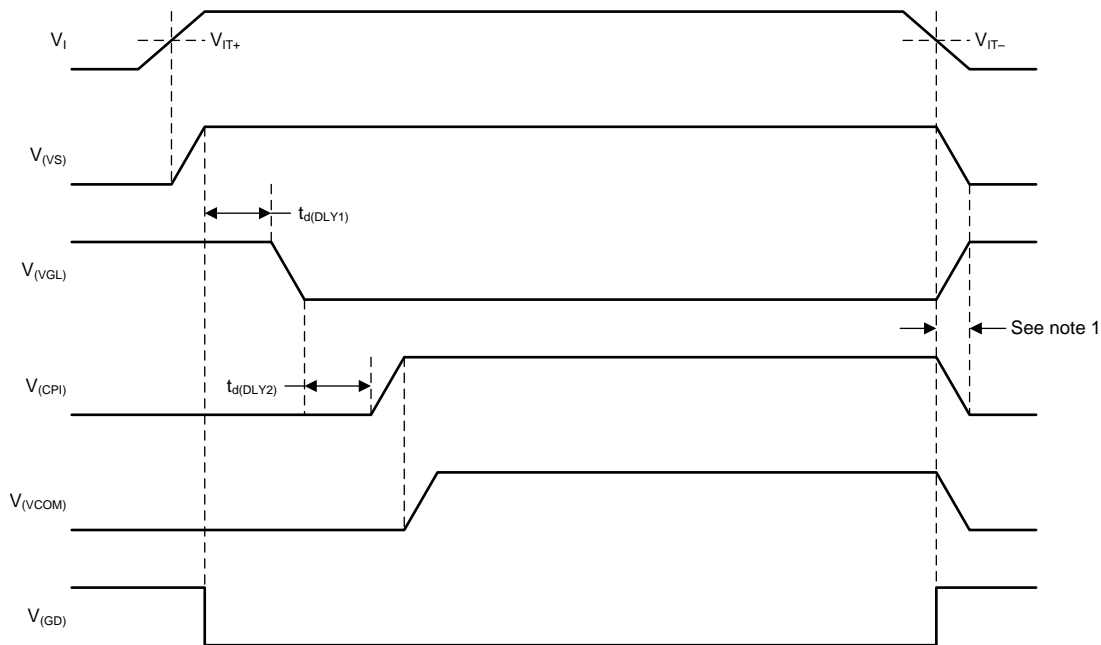 V_I
V_IT+
V_IT–
V_(VS)
t_d(DLY1)
V_(VGL)
See note 1
V_(CPI)
t_d(DLY2)
V_(VCOM)
V_(GD)